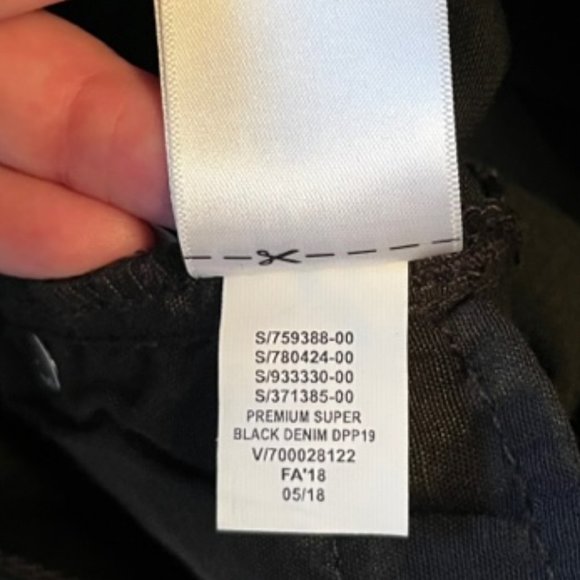 S/759388-00
S/780424-00
S/933330-00
S/371385-00
PREMIUM SUPER
BLACK DENIM DPP19
V/700028122
FA'18
05/18